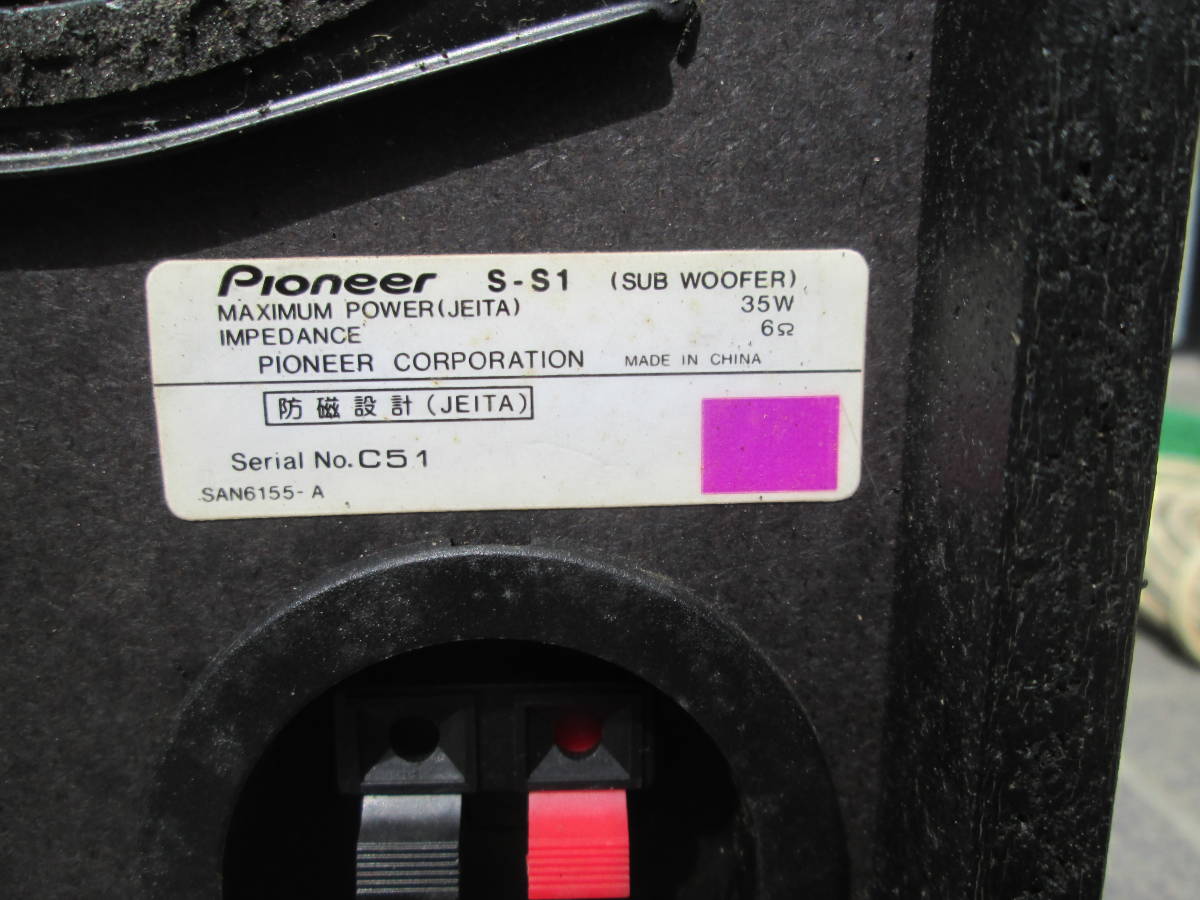 Pioneer S-S1 (SUB WOOFER)
MAXIMUM POWER(JEITA) 35W
IMPEDANCE 6Ω
PIONEER CORPORATION MADE IN CHINA
防磁設計(JEITA)
Serial No. C51
SAN6155-A